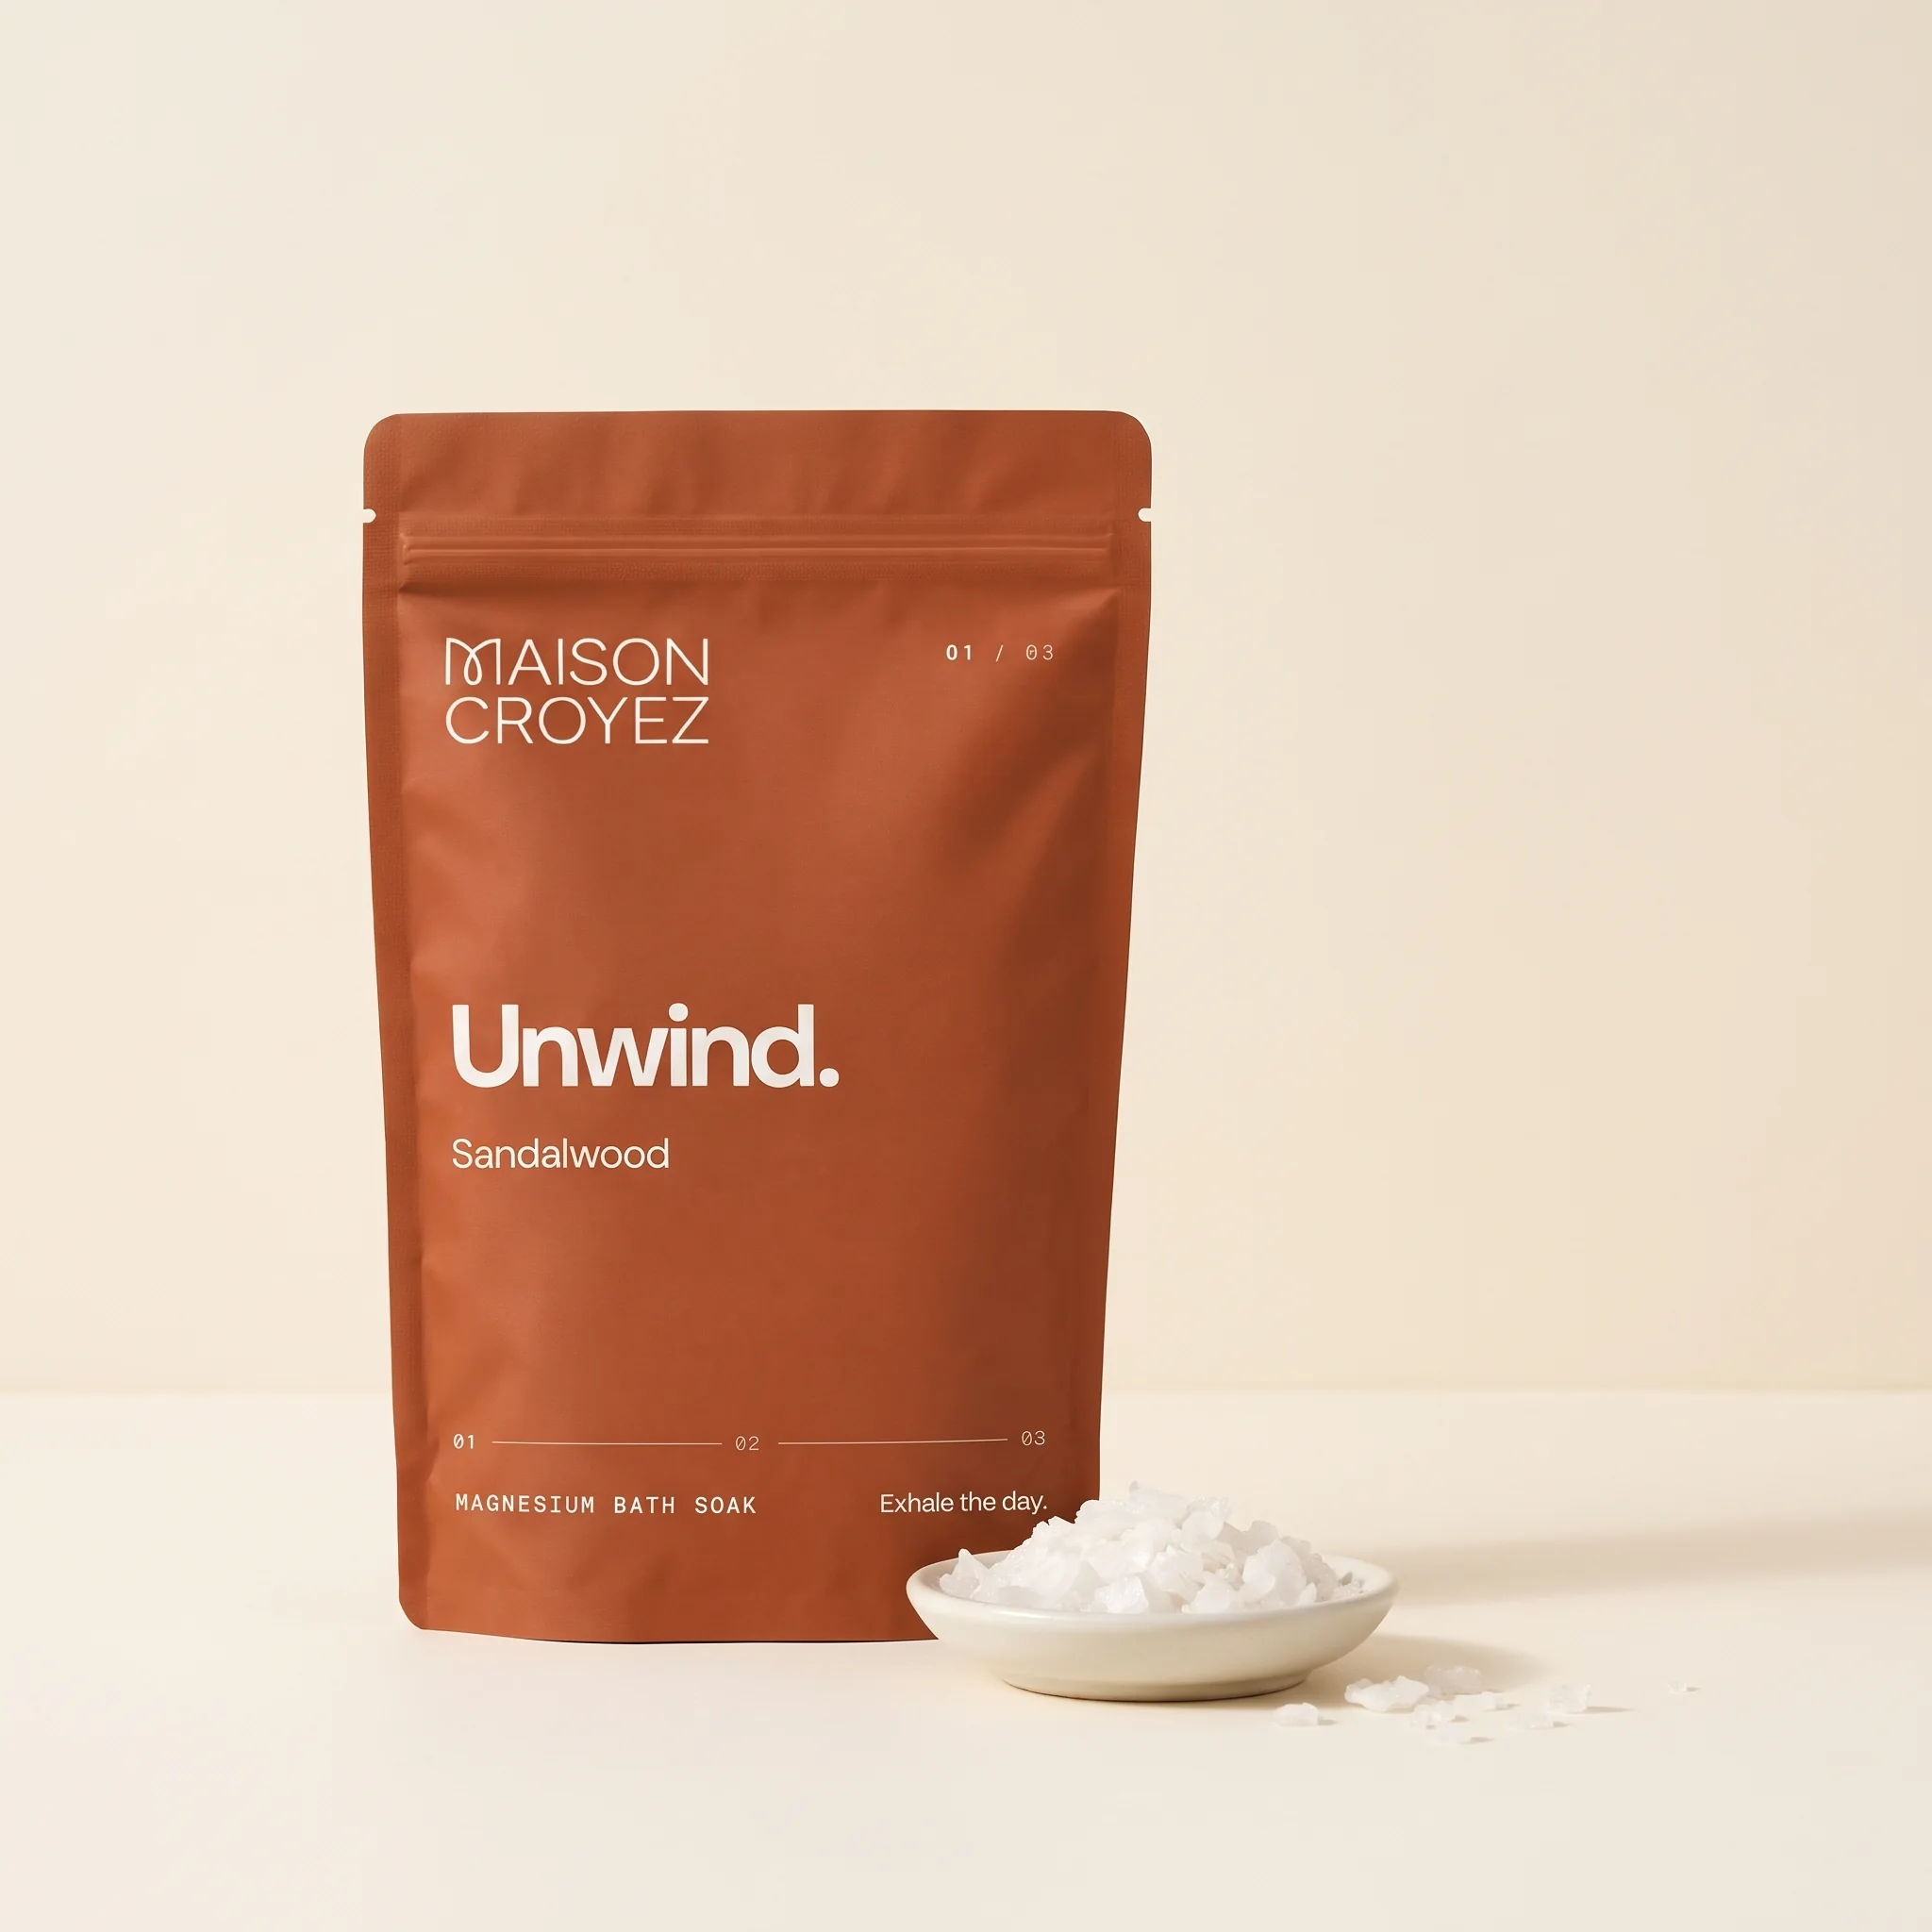 MAISON
CROYEZ
01 / 03
Unwind.
Sandalwood
01 02 03
MAGNESIUM BATH SOAK
Exhale the day.